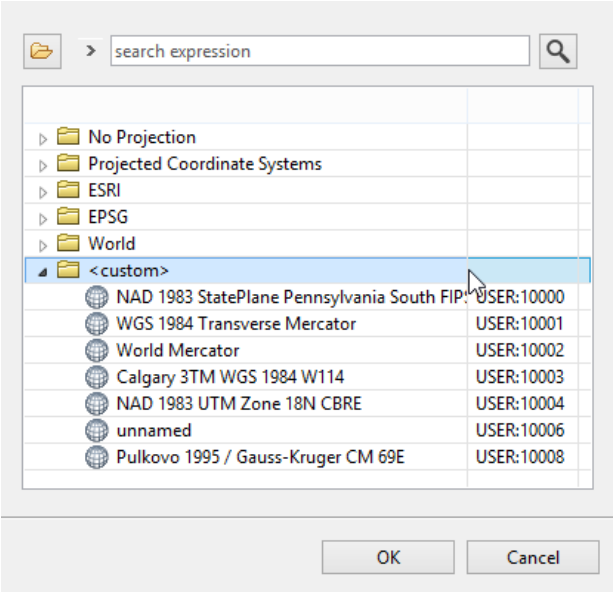 search expression
No Projection
Projected Coordinate Systems
ESRI
EPSG
World
<custom>
NAD 1983 StatePlane Pennsylvania South USER:10000
WGS 1984 Transverse Mercator USER:10001
World Mercator USER:10002
Calgary 3TM WGS 1984 W114 USER:10003
NAD 1983 UTM Zone 18N CBRE USER:10004
unnamed USER:10006
Pulkovo 1995 / Gauss-Kruger CM 69E USER:10008
OK Cancel